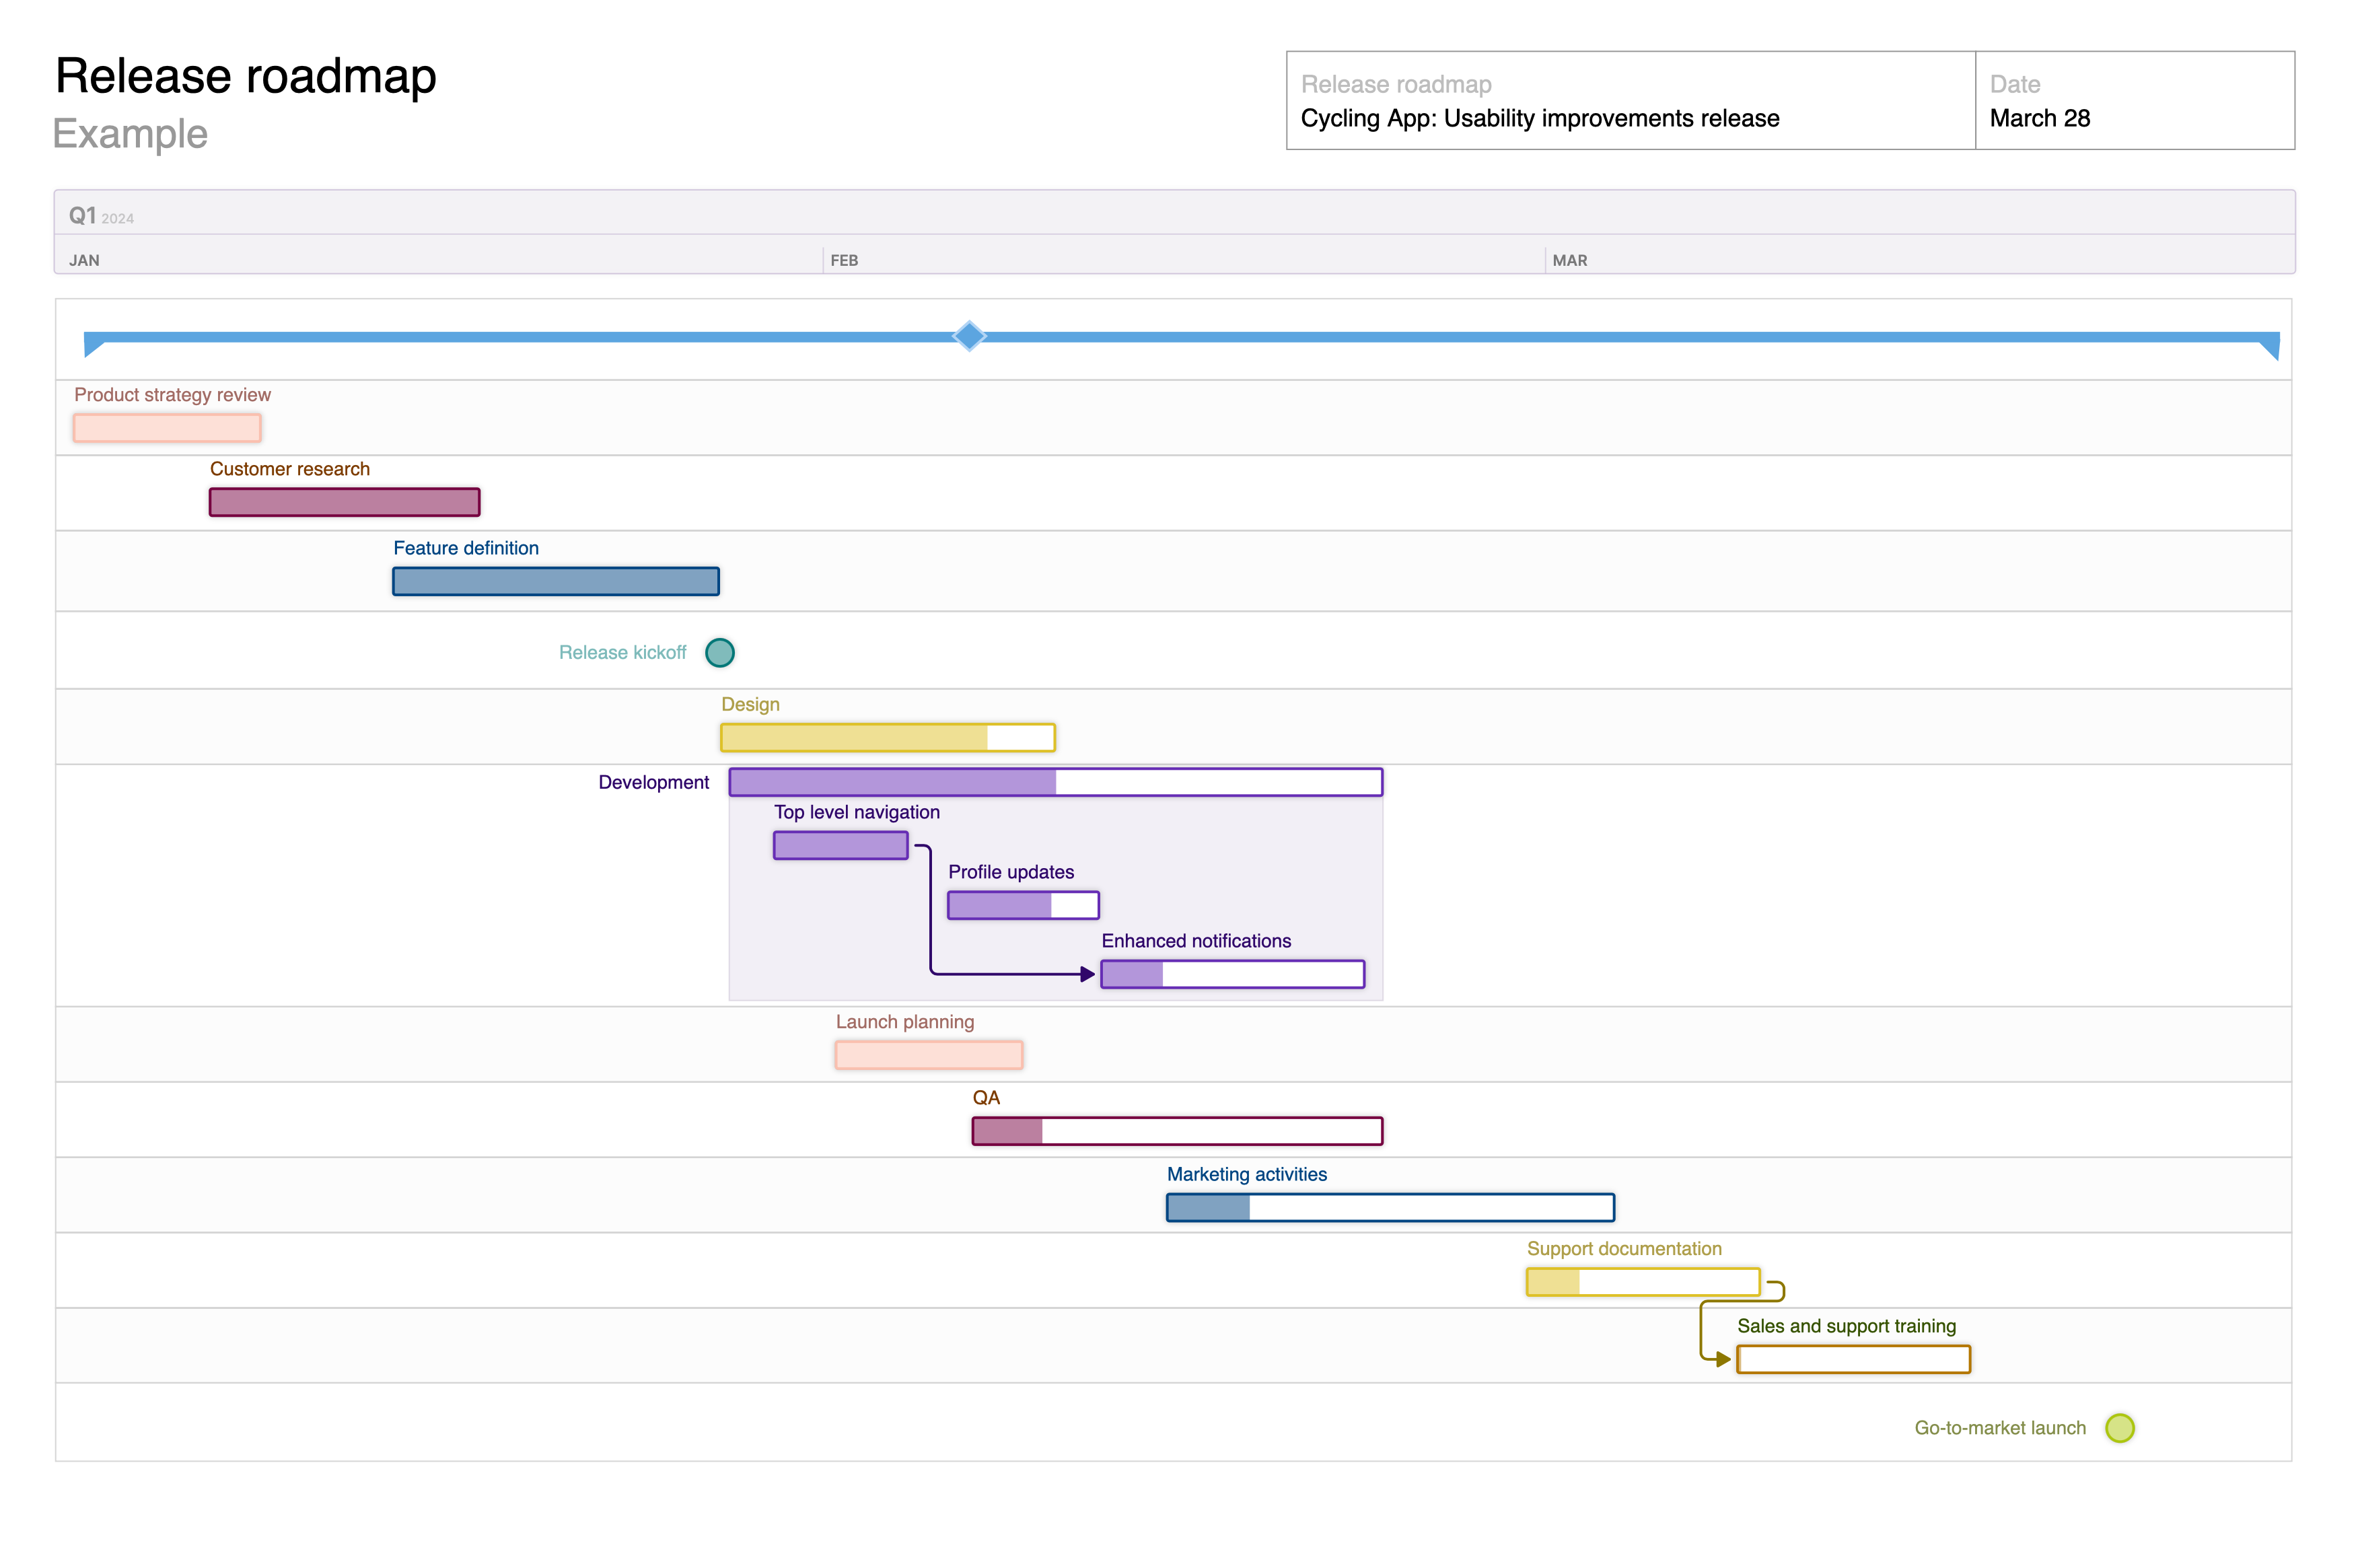 Release roadmap
Example
Release roadmap
Cycling App: Usability improvements release
Date
March 28
Q1 2024
JAN
FEB
MAR
Product strategy review
Customer research
Feature definition
Release kickoff
Design
Development
Top level navigation
Profile updates
Enhanced notifications
Launch planning
QA
Marketing activities
Support documentation
Sales and support training
Go-to-market launch